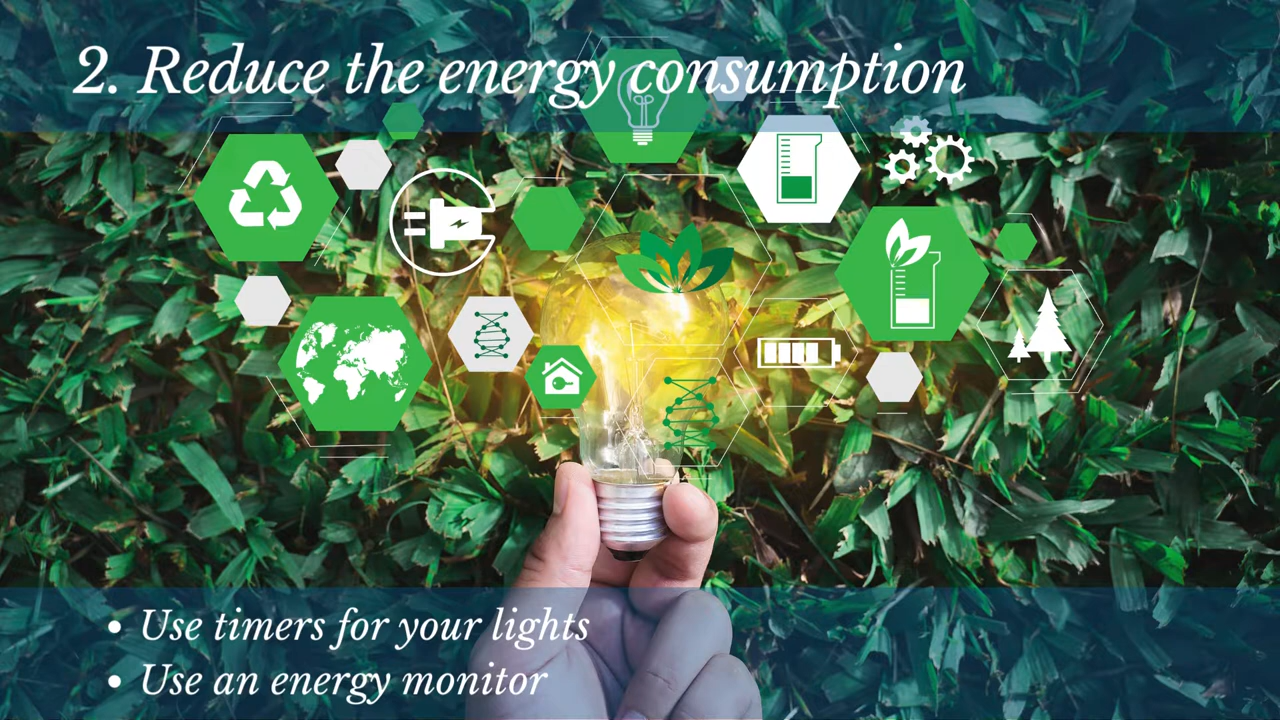 2. Reduce the energy consumption
• Use timers for your lights
• Use an energy monitor